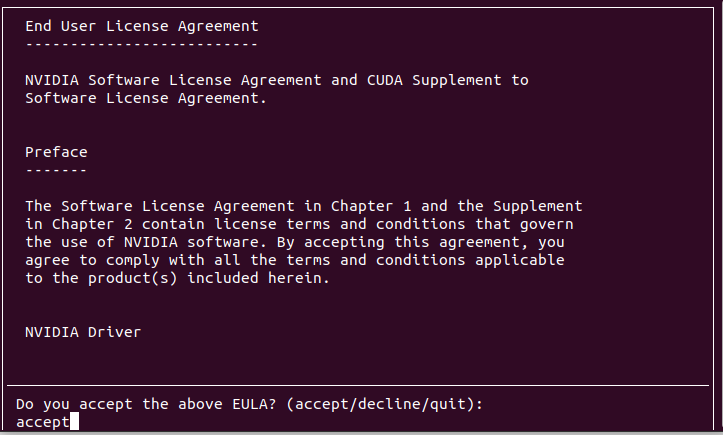 End User License Agreement
--------------------------
NVIDIA Software License Agreement and CUDA Supplement to
Software License Agreement.
Preface
-------
The Software License Agreement in Chapter 1 and the Supplement
in Chapter 2 contain license terms and conditions that govern
the use of NVIDIA software. By accepting this agreement, you
agree to comply with all the terms and conditions applicable
to the product(s) included herein.
NVIDIA Driver
Do you accept the above EULA? (accept/decline/quit):
accept